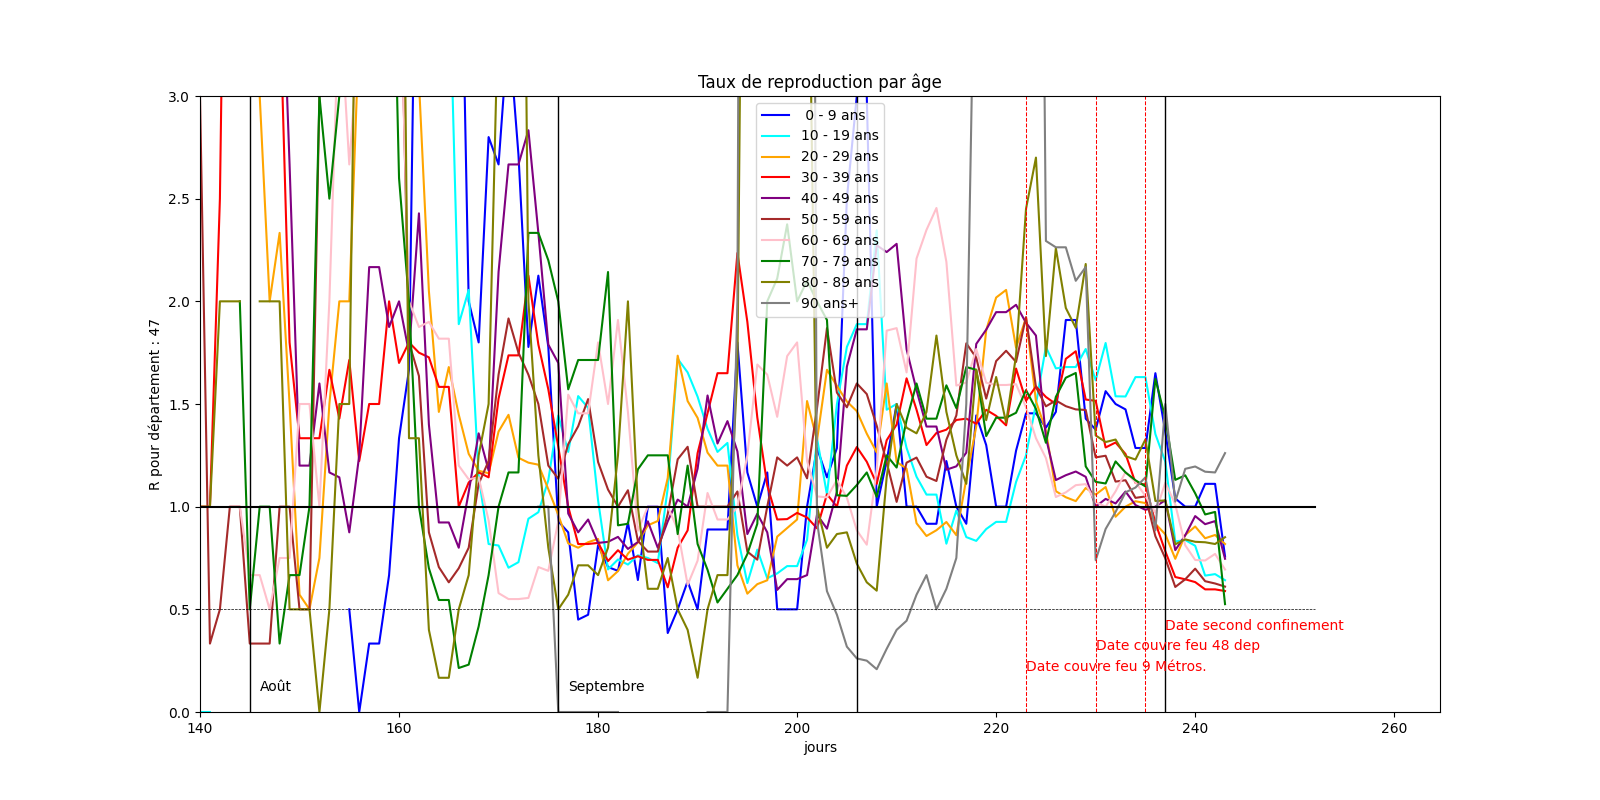 Taux de reproduction par âge
R pour département : 47
3.0
2.5
2.0
1.5
1.0
0.5
0.0
0 - 9 ans
10 - 19 ans
20 - 29 ans
30 - 39 ans
40 - 49 ans
50 - 59 ans
60 - 69 ans
70 - 79 ans
80 - 89 ans
90 ans+
Date second confinement
Date couvre feu 48 dep
Date couvre feu 9 Métros.
Août
Septembre
140
160
180
200
220
240
260
jours